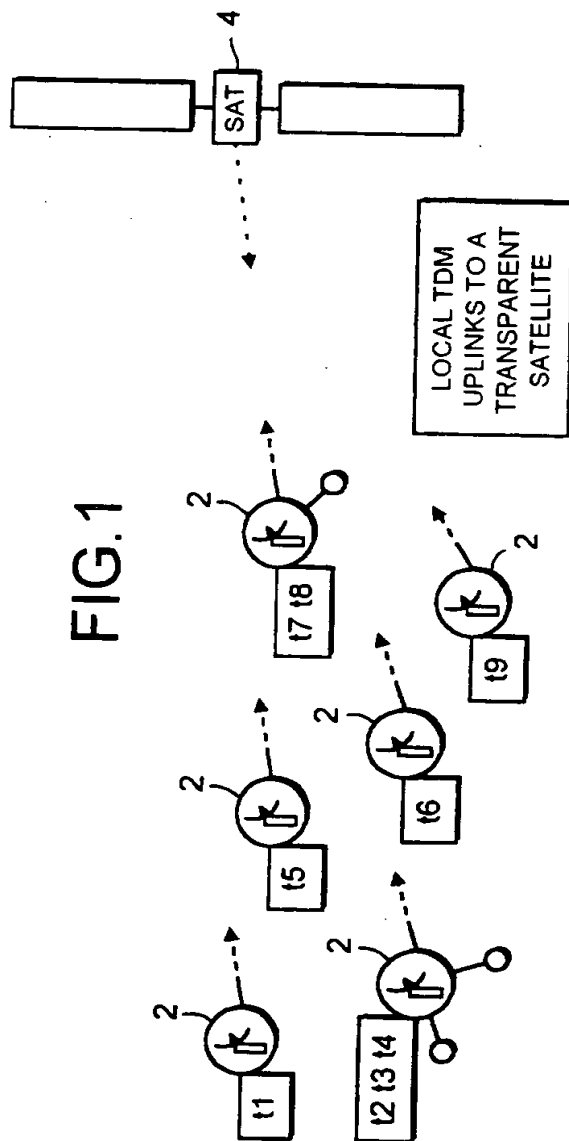 FIG.1
SAT
4
2
t7 t8
2
t5
2
t1
2
t9
2
t6
2
t2 t3 t4
LOCAL TDM
UPLINKS TO A
TRANSPARENT
SATELLITE